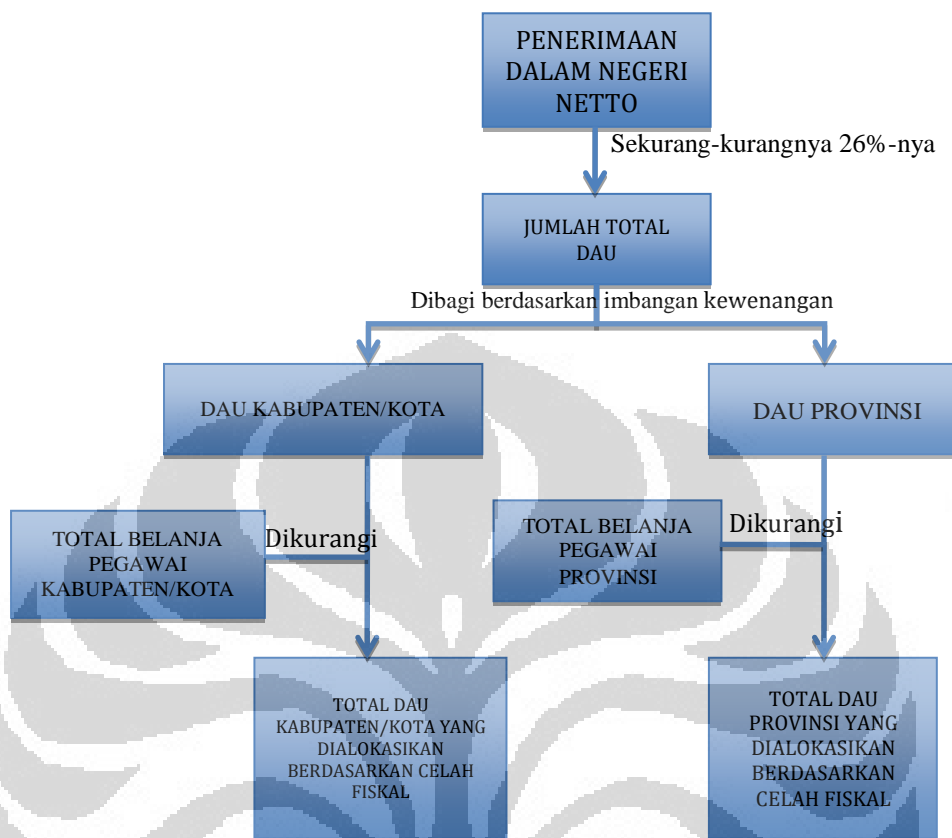 PENERIMAAN
DALAM NEGERI
NETTO
Sekurang-kurangnya 26%-nya
JUMLAH TOTAL
DAU
Dibagi berdasarkan imbangan kewenangan
DAU KABUPATEN/KOTA
DAU PROVINSI
TOTAL BELANJA
PEGAWAI
KABUPATEN/KOTA
Dikurangi
TOTAL BELANJA
PEGAWAI
PROVINSI
Dikurangi
TOTAL DAU
KABUPATEN/KOTA YANG
DIALOKASIKAN
BERDASARKAN CELAH
FISKAL
TOTAL DAU
PROVINSI YANG
DIALOKASIKAN
BERDASARKAN
CELAH FISKAL